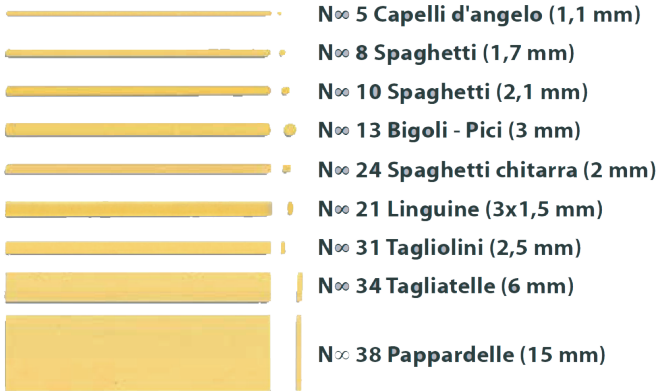 N∞ 5 Capelli d'angelo (1,1 mm)
N∞ 8 Spaghetti (1,7 mm)
N∞ 10 Spaghetti (2,1 mm)
N∞ 13 Bigoli - Pici (3 mm)
N∞ 24 Spaghetti chitarra (2 mm)
N∞ 21 Linguine (3x1,5 mm)
N∞ 31 Tagliolini (2,5 mm)
N∞ 34 Tagliatelle (6 mm)
N∞ 38 Pappardelle (15 mm)